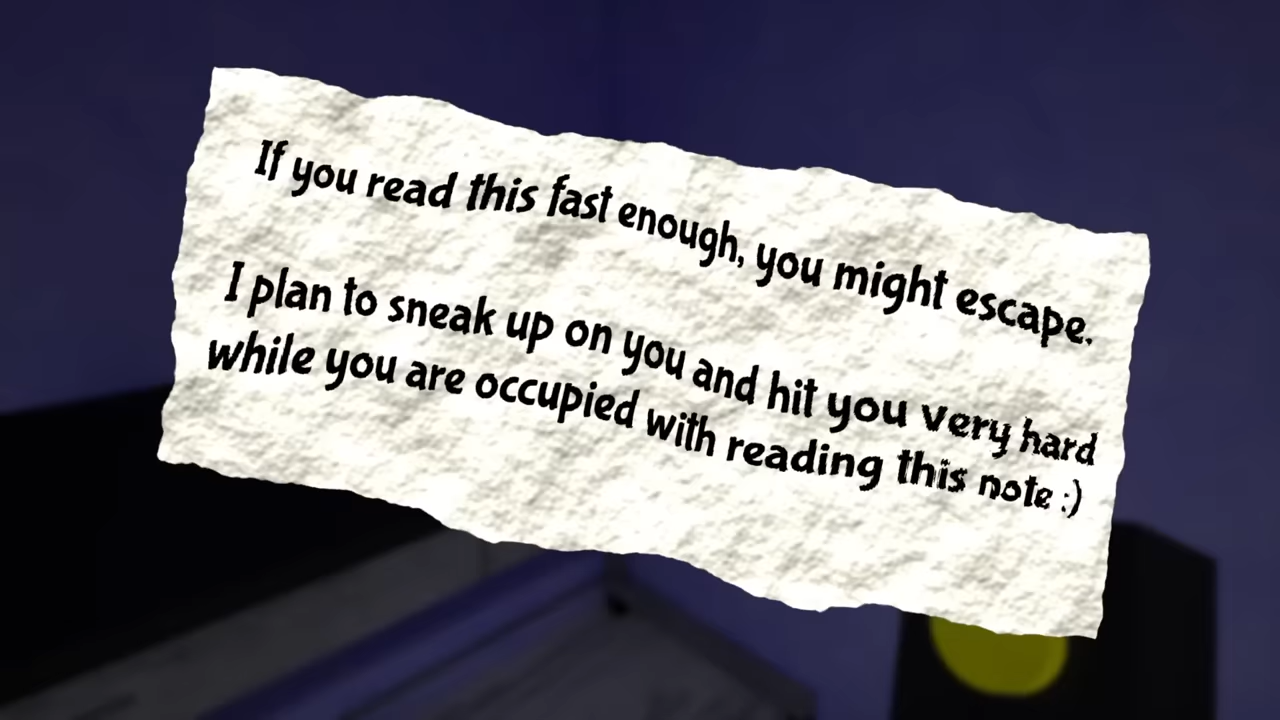 If you read this fast enough, you might escape.
I plan to sneak up on you and hit you very hard
while you are occupied with reading this note :)